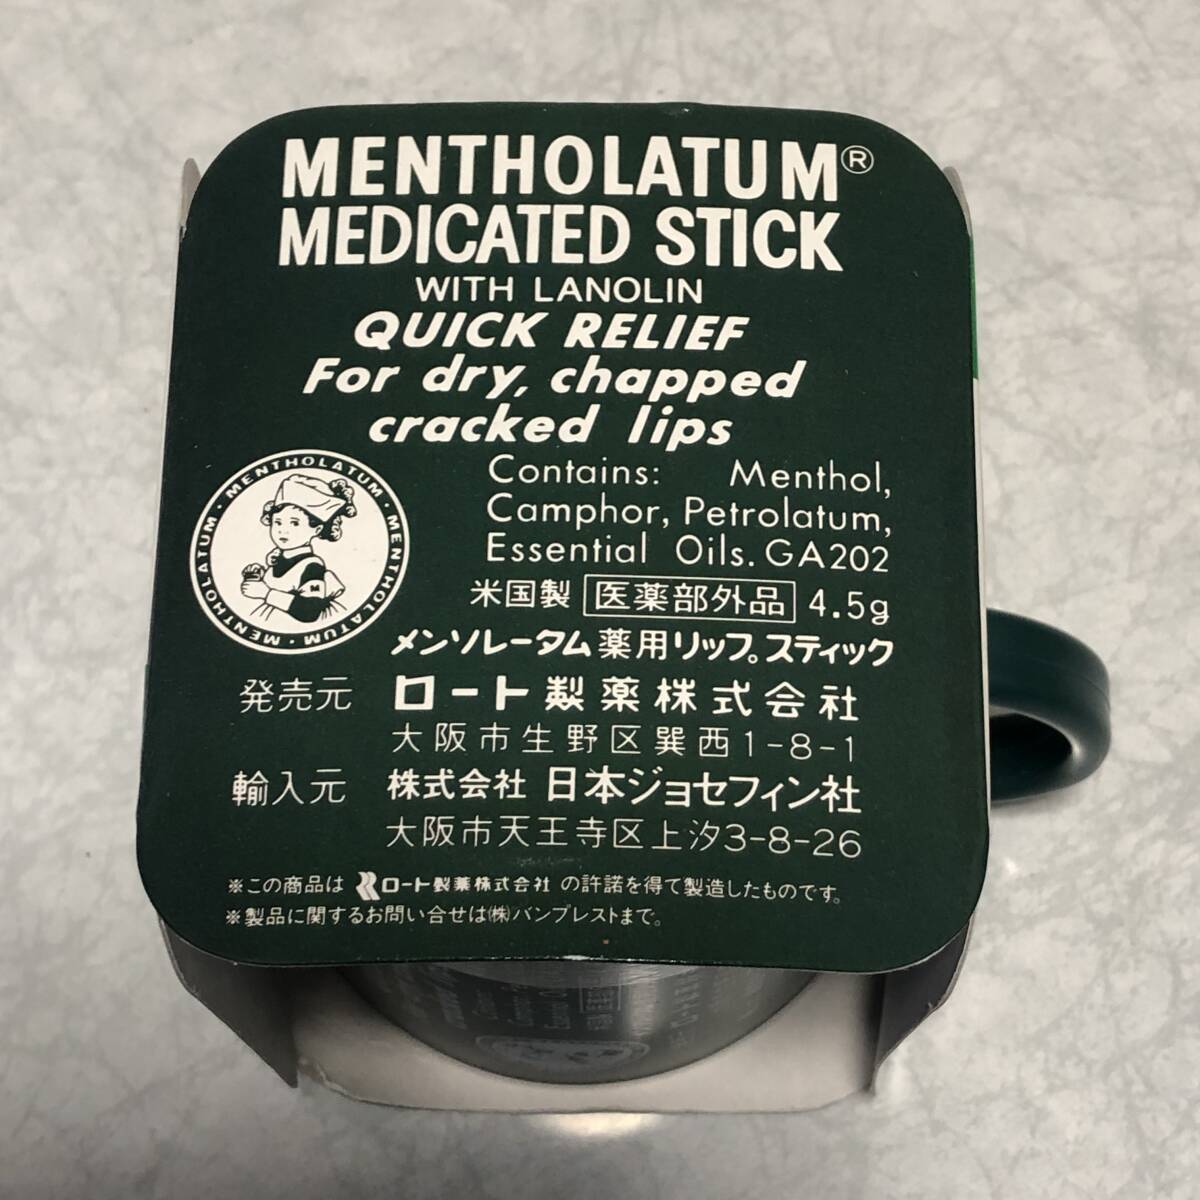 MENTHOLATUM®
MEDICATED STICK
WITH LANOLIN
QUICK RELIEF
For dry, chapped
cracked lips
Contains: Menthol,
Camphor, Petrolatum,
Essential Oils. GA202
MENTHOLATUM · MENTHOLATUM · MENTHOLATUM · MENTHOLATUM ·
M
米国製 医薬部外品 4.5g
メンソレータム薬用リップ。スティック
発売元 ロート製薬株式会社
大阪市生野区巽西1-8-1
輸入元 株式会社 日本ジョセフィン社
大阪市天王寺区上汐3-8-26
※この商品は ロート製薬株式会社 の許諾を得て製造したものです。
※製品に関するお問い合せは㈱バンプレストまで。